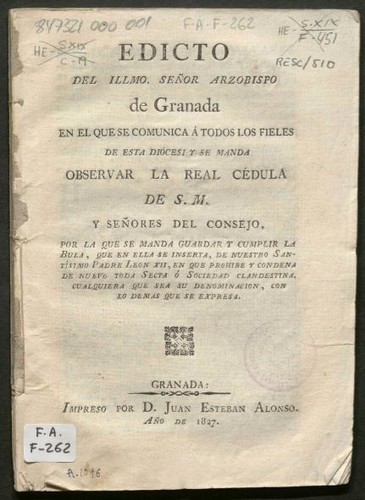 847321 000 001
F-A-F-262
HE-S.XIX
F-451
HE-S.XIX
C-A
RESC/510
EDICTO
DEL ILLMO. SEÑOR ARZOBISPO
de Granada
EN EL QUE SE COMUNICA Á TODOS LOS FIELES
DE ESTA DIÓCESI Y SE MANDA
OBSERVAR LA REAL CÉDULA
DE S. M.
Y SEÑORES DEL CONSEJO,
POR LA QUE SE MANDA GUARDAR Y CUMPLIR LA
BULA, QUE EN ELLA SE INSERTA, DE NUESTRO SAN-
TÍSIMO PADRE LEON XII, EN QUE PROHIBE Y CONDENA
DE NUEVO TODA SECTA Ó SOCIEDAD CLANDESTINA,
CUALQUIERA QUE SEA SU DENOMINACION, CON
LO DEMAS QUE SE EXPRESA.
GRANADA:
IMPRESO POR D. JUAN ESTEBAN ALONSO.
AÑO DE 1827.
F.A.
F-262